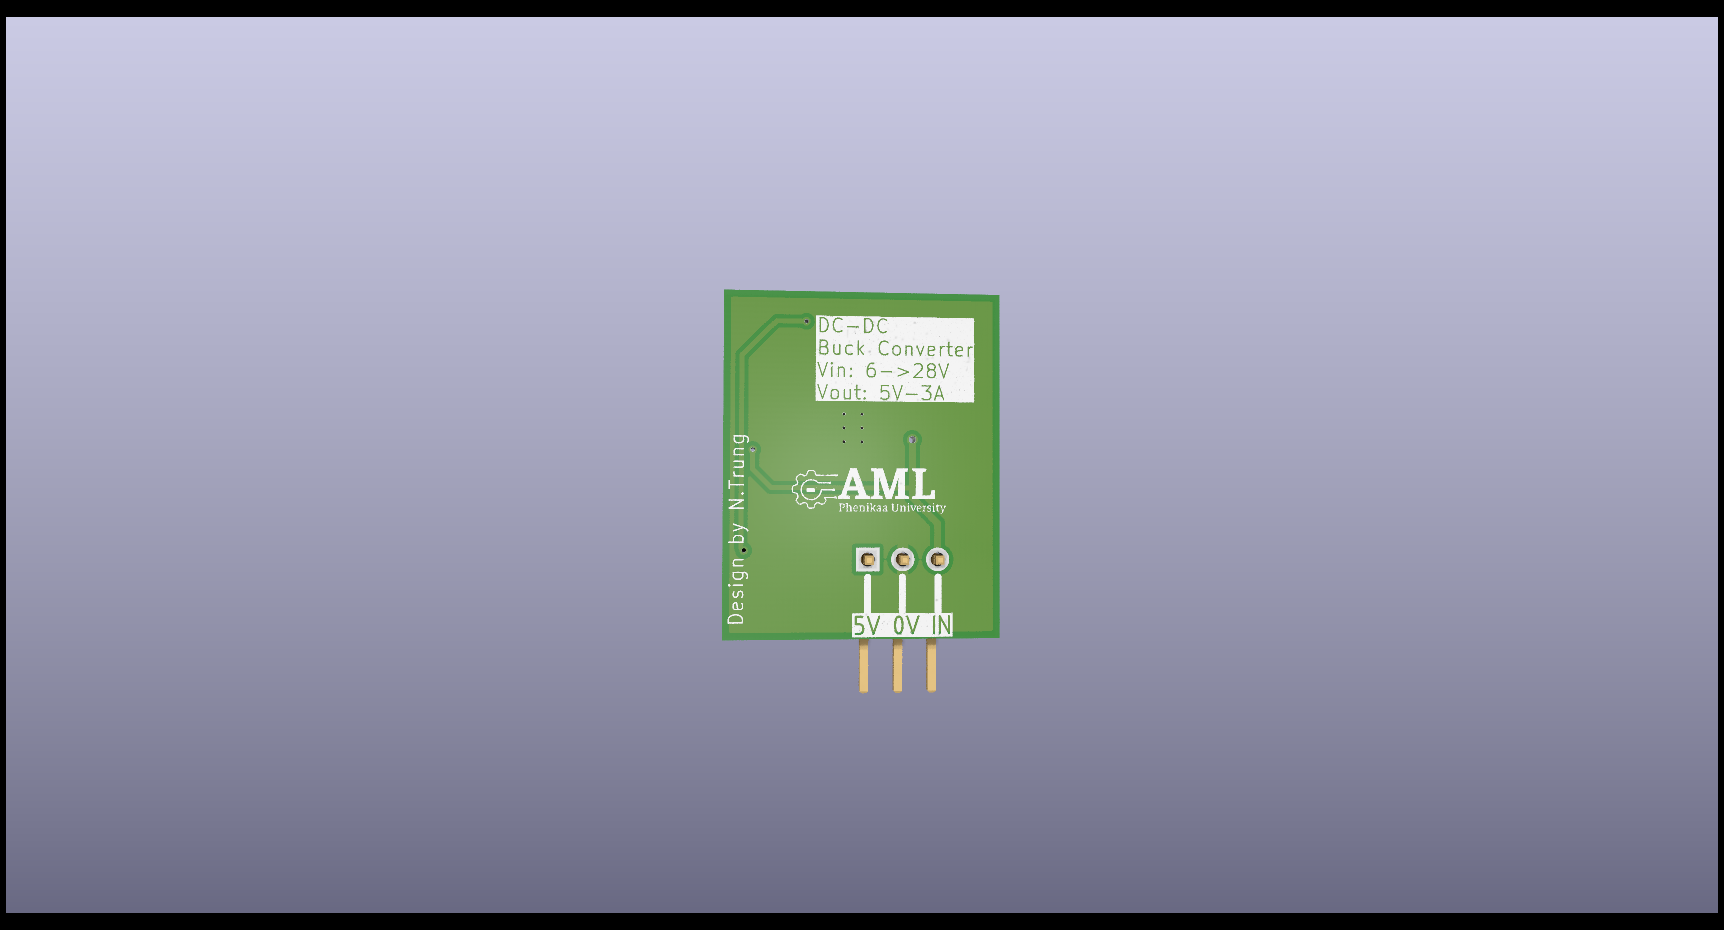 DC-DC
Buck Converter
Vin: 6->28V
Vout: 5V-3A
Design by N.Trung
AML
Phenikaa University
5V 0V IN